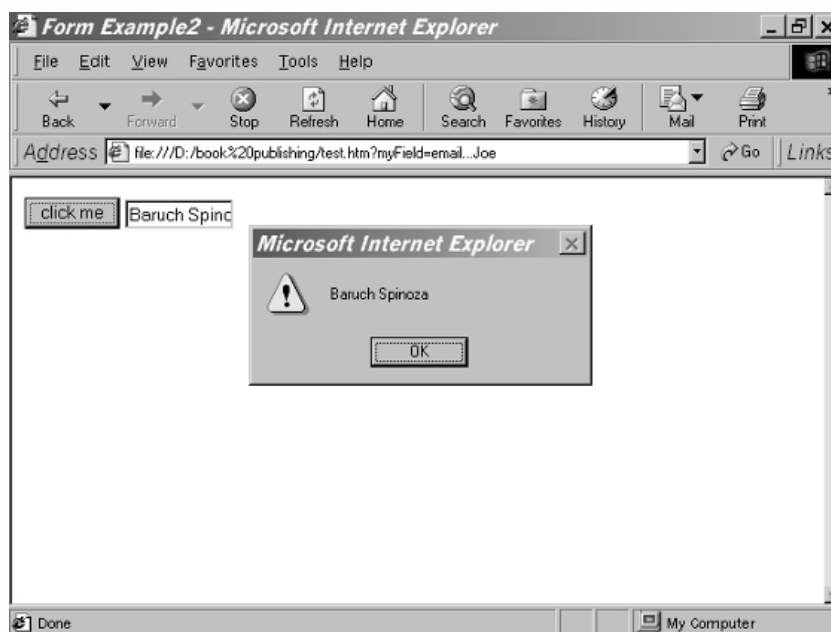 Form Example2 - Microsoft Internet Explorer
File Edit View Favorites Tools Help
Back Forward Stop Refresh Home Search Favorites History Mail Print
Address file:///D:/book%20publishing/test.htm?myField=email...Joe Go Links
click me Baruch Spino
Microsoft Internet Explorer
Baruch Spinoza
OK
Done My Computer